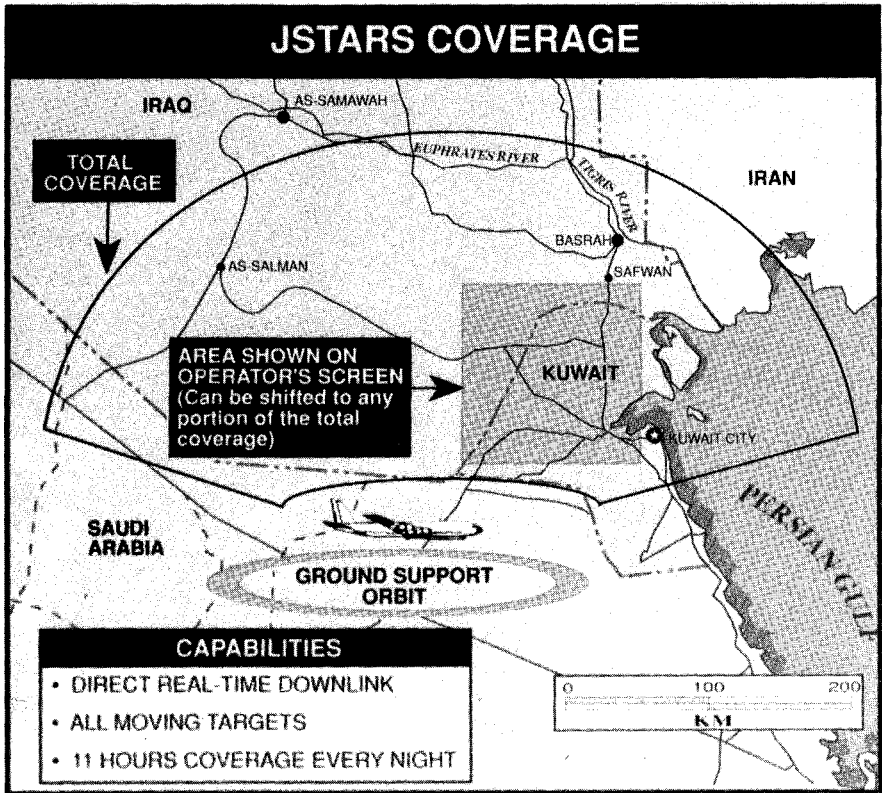 JSTARS COVERAGE
IRAQ
AS-SAMAWAH
TOTAL
COVERAGE
EUPHRATES RIVER
TIGRIS RIVER
IRAN
BASRAH
AS-SALMAN
SAFWAN
AREA SHOWN ON
OPERATOR'S SCREEN
(Can be shifted to any
portion of the total
coverage)
KUWAIT
KUWAIT CITY
PERSIAN GULF
SAUDI
ARABIA
GROUND SUPPORT
ORBIT
CAPABILITIES
• DIRECT REAL-TIME DOWNLINK
• ALL MOVING TARGETS
• 11 HOURS COVERAGE EVERY NIGHT
0 100 200
KM